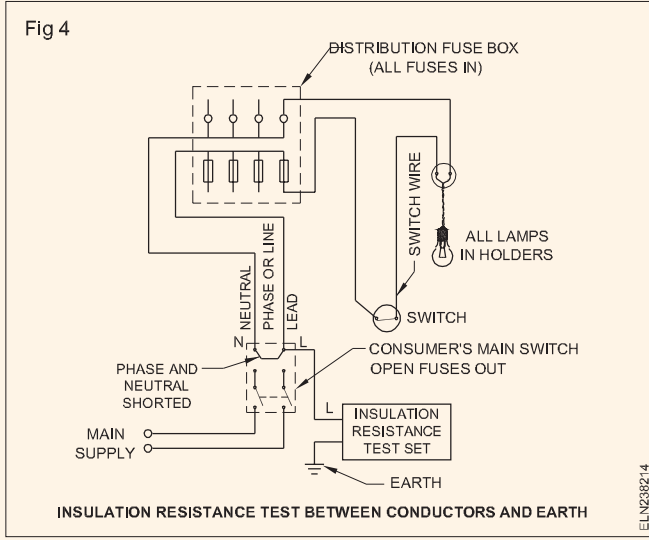 Fig 4
DISTRIBUTION FUSE BOX
(ALL FUSES IN)
SWITCH WIRE
ALL LAMPS
IN HOLDERS
NEUTRAL
PHASE OR LINE
LEAD
SWITCH
N
L
CONSUMER'S MAIN SWITCH
OPEN FUSES OUT
PHASE AND
NEUTRAL
SHORTED
L
INSULATION
RESISTANCE
TEST SET
MAIN
SUPPLY
EARTH
INSULATION RESISTANCE TEST BETWEEN CONDUCTORS AND EARTH
ELN238214